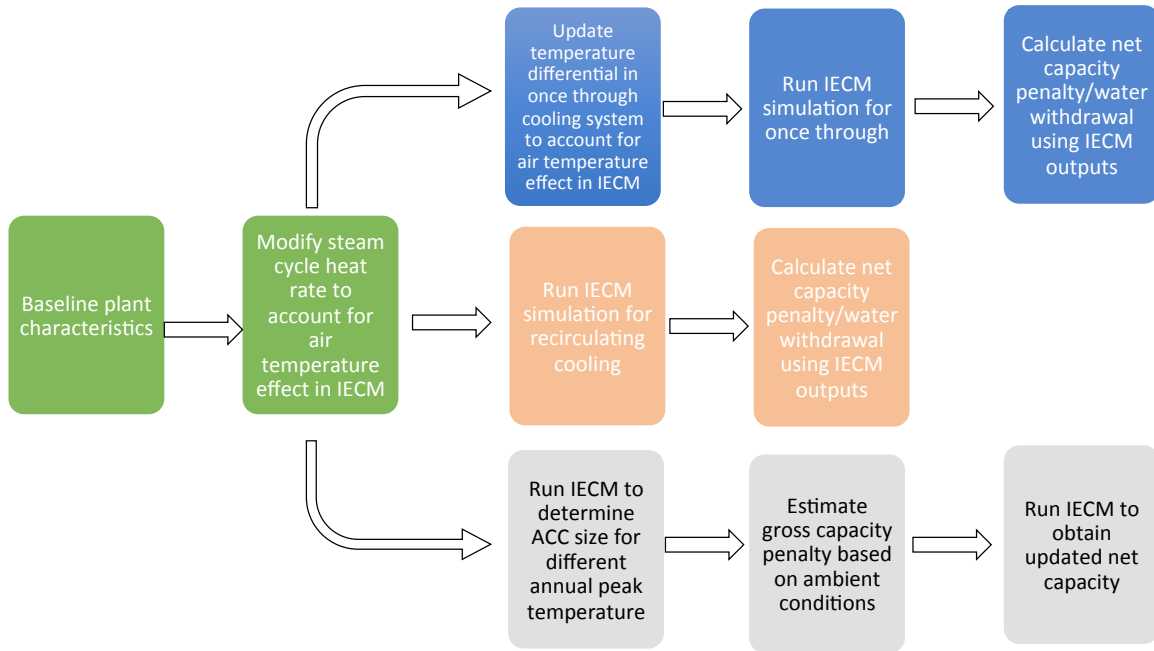 Update
temperature
differential in
once through
cooling system
to account for
air temperature
effect in IECM
Run IECM
simulation for
once through
Calculate net
capacity
penalty/water
withdrawal
using IECM
outputs
Baseline plant
characteristics
Modify steam
cycle heat
rate to
account for
air
temperature
effect in IECM
Run IECM
simulation for
recirculating
cooling
Calculate net
capacity
penalty/water
withdrawal
using IECM
outputs
Run IECM to
determine
ACC size for
different
annual peak
temperature
Estimate
gross capacity
penalty based
on ambient
conditions
Run IECM to
obtain
updated net
capacity